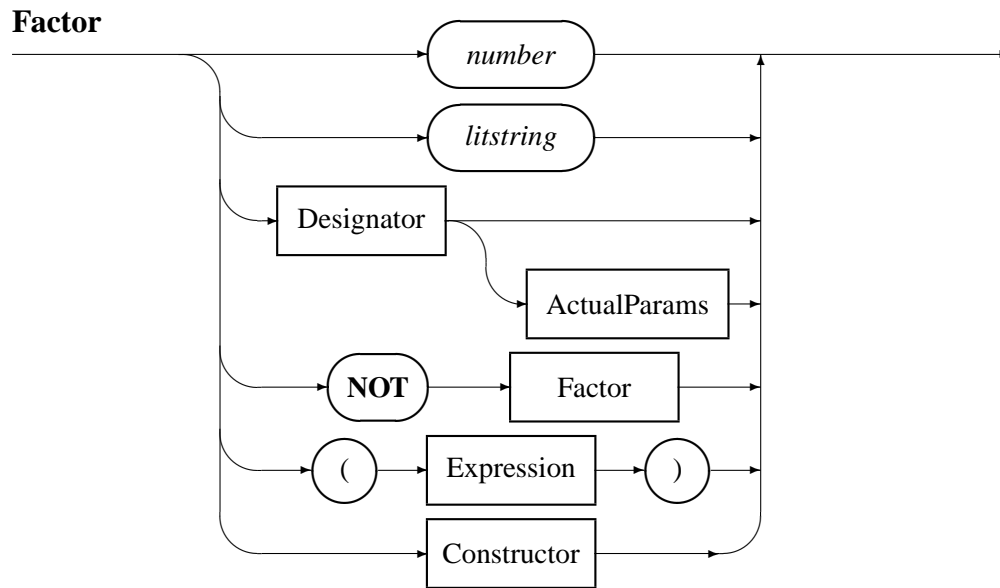 Factor
number
litstring
Designator
ActualParams
NOT Factor
( Expression )
Constructor